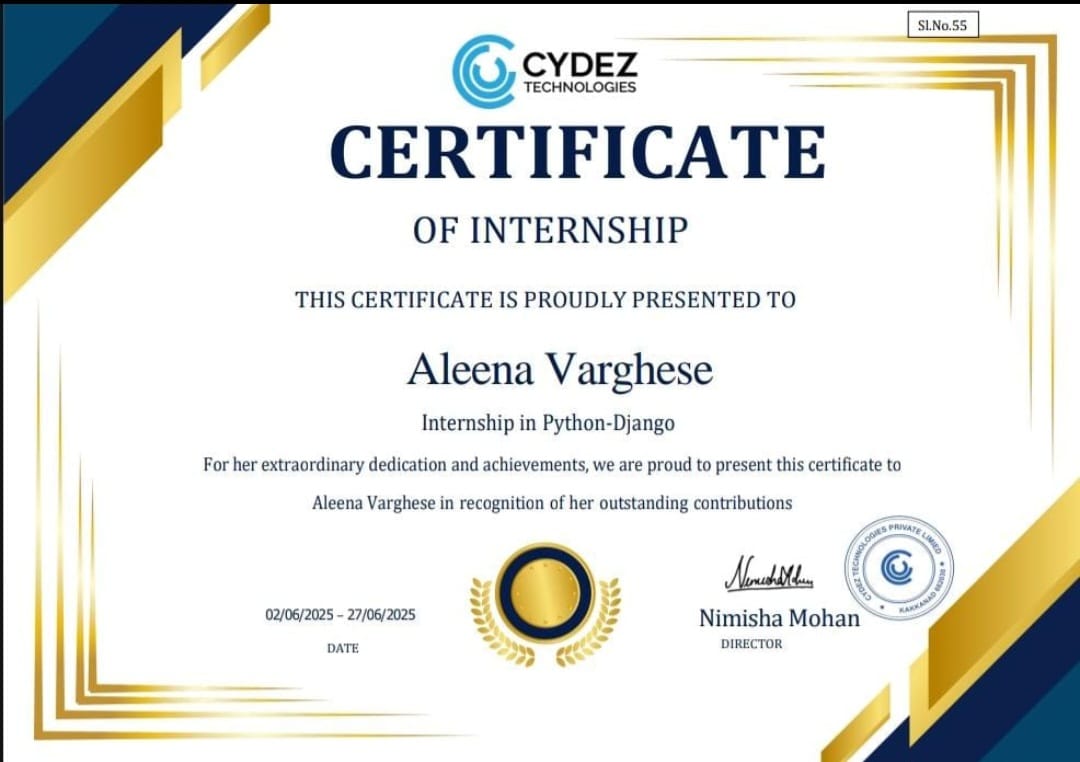 Sl.No.55
CYDEZ
TECHNOLOGIES
CERTIFICATE
OF INTERNSHIP
THIS CERTIFICATE IS PROUDLY PRESENTED TO
Aleena Varghese
Internship in Python-Django
For her extraordinary dedication and achievements, we are proud to present this certificate to
Aleena Varghese in recognition of her outstanding contributions
02/06/2025 – 27/06/2025
DATE
Nimisha Mohan
DIRECTOR
CYDEZ TECHNOLOGIES PRIVATE LIMIED
KAKKANAD 682030